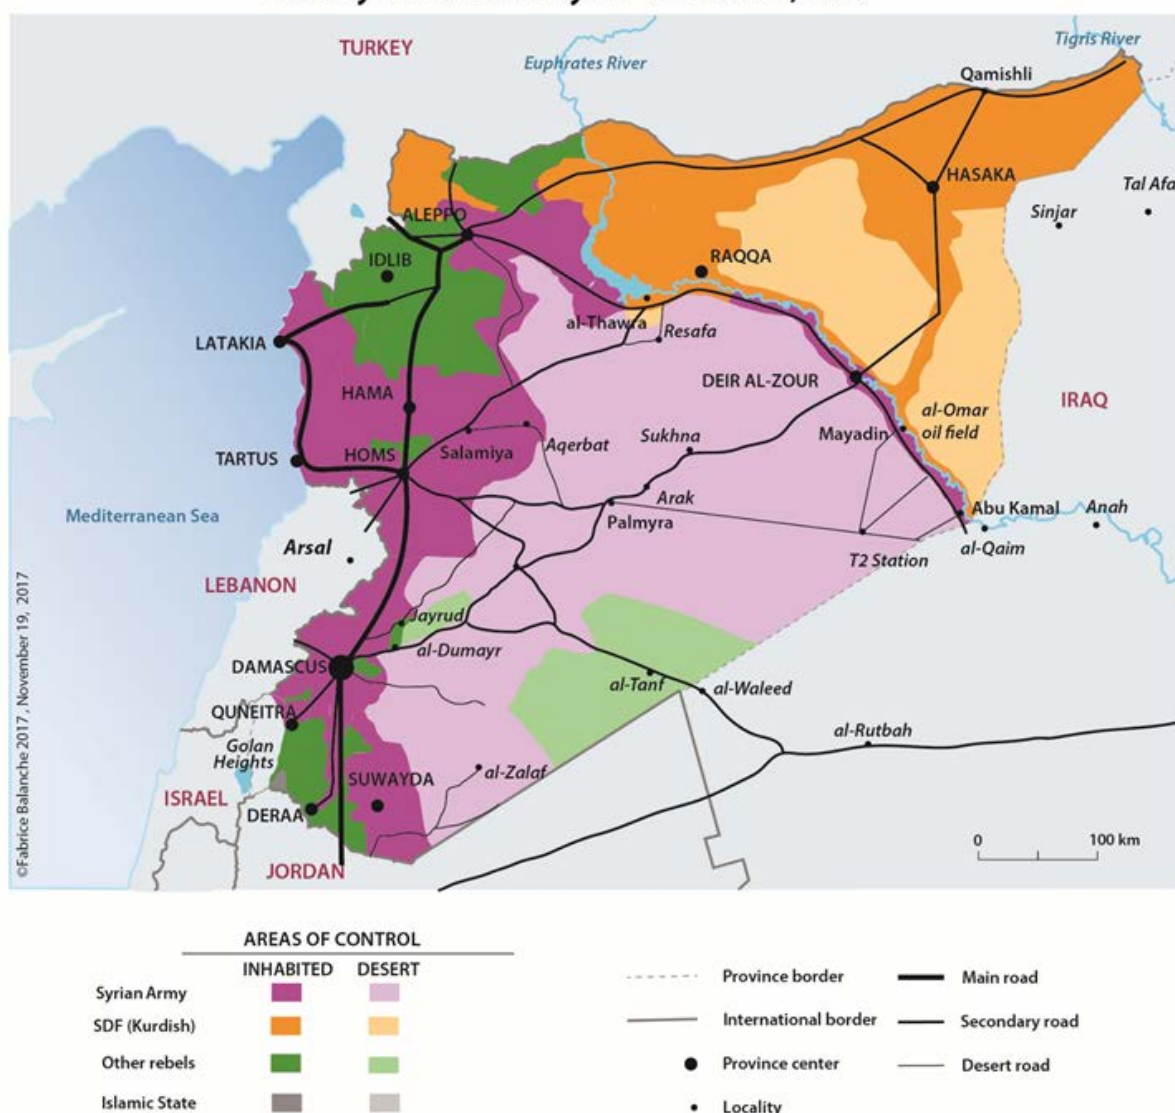 TURKEY
Euphrates River
Tigris River
Qamishli
HASAKA
Tal Afa
Sinjar
ALEPPO
IDLIB
RAQQA
al-Thawra
Resafa
LATAKIA
DEIR AL-ZOUR
HAMA
al-Omar
oil field
IRAQ
Mayadin
Sukhna
Aqerbat
Salamiya
TARTUS
HOMS
Arak
Palmyra
Abu Kamal
Anah
al-Qaim
T2 Station
Mediterranean Sea
Arsal
LEBANON
Jayrud
al-Dumayr
DAMASCUS
al-Tanf
al-Waleed
QUNEITRA
al-Rutbah
Golan
Heights
al-Zalaf
SUWAYDA
ISRAEL
DERAA
JORDAN
0 100 km
©Fabrice Balanche 2017, November 19, 2017
AREAS OF CONTROL
INHABITED DESERT
Syrian Army
SDF (Kurdish)
Other rebels
Islamic State
Province border
International border
Province center
Locality
Main road
Secondary road
Desert road